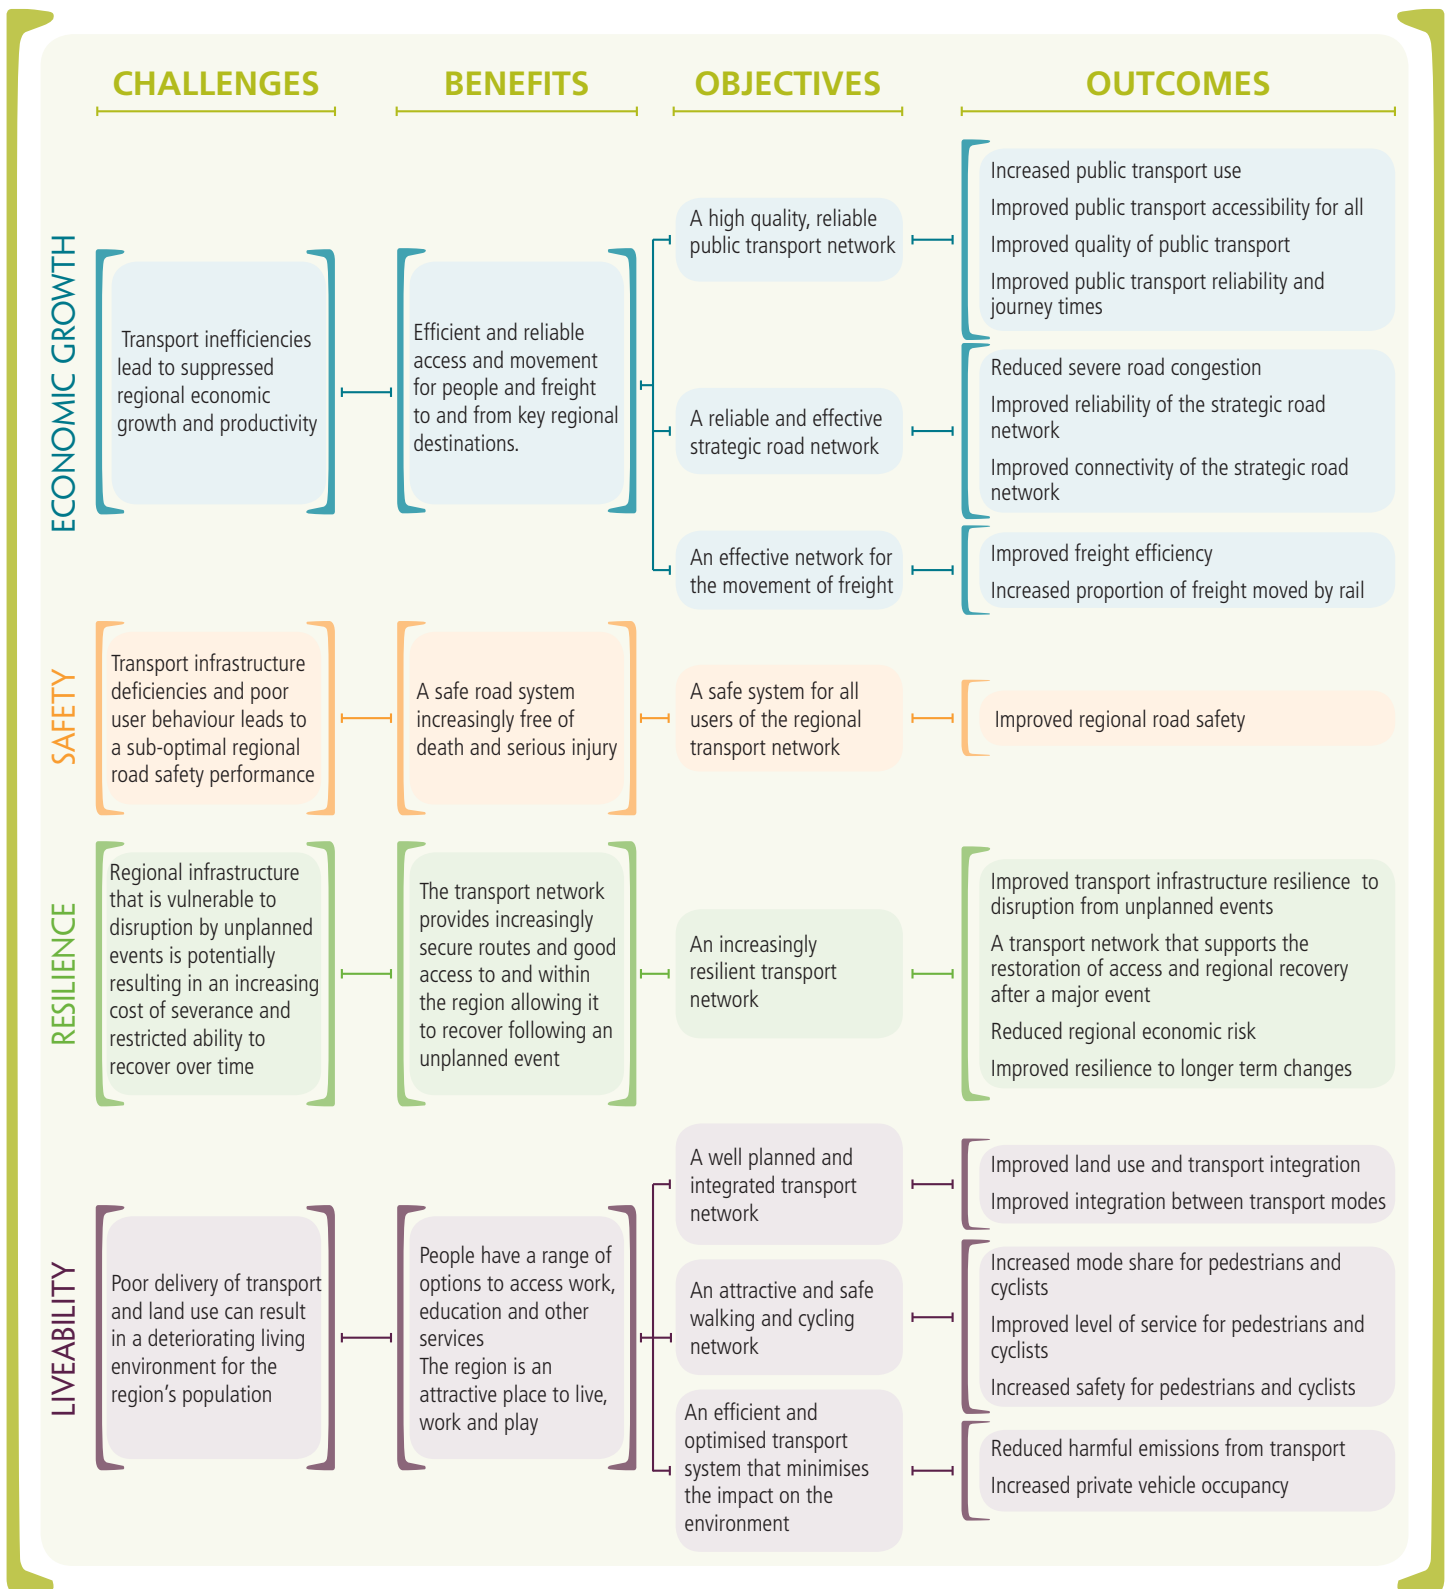 CHALLENGES
BENEFITS
OBJECTIVES
OUTCOMES
ECONOMIC GROWTH
Transport inefficiencies
lead to suppressed
regional economic
growth and productivity
Efficient and reliable
access and movement
for people and freight
to and from key regional
destinations.
A high quality, reliable
public transport network
Increased public transport use
Improved public transport accessibility for all
Improved quality of public transport
Improved public transport reliability and
journey times
A reliable and effective
strategic road network
Reduced severe road congestion
Improved reliability of the strategic road
network
Improved connectivity of the strategic road
network
An effective network for
the movement of freight
Improved freight efficiency
Increased proportion of freight moved by rail
SAFETY
Transport infrastructure
deficiencies and poor
user behaviour leads to
a sub-optimal regional
road safety performance
A safe road system
increasingly free of
death and serious injury
A safe system for all
users of the regional
transport network
Improved regional road safety
RESILIENCE
Regional infrastructure
that is vulnerable to
disruption by unplanned
events is potentially
resulting in an increasing
cost of severance and
restricted ability to
recover over time
The transport network
provides increasingly
secure routes and good
access to and within
the region allowing it
to recover following an
unplanned event
An increasingly
resilient transport
network
Improved transport infrastructure resilience to
disruption from unplanned events
A transport network that supports the
restoration of access and regional recovery
after a major event
Reduced regional economic risk
Improved resilience to longer term changes
LIVEABILITY
Poor delivery of transport
and land use can result
in a deteriorating living
environment for the
region's population
People have a range of
options to access work,
education and other
services
The region is an
attractive place to live,
work and play
A well planned and
integrated transport
network
Improved land use and transport integration
Improved integration between transport modes
An attractive and safe
walking and cycling
network
Increased mode share for pedestrians and
cyclists
Improved level of service for pedestrians and
cyclists
Increased safety for pedestrians and cyclists
An efficient and
optimised transport
system that minimises
the impact on the
environment
Reduced harmful emissions from transport
Increased private vehicle occupancy